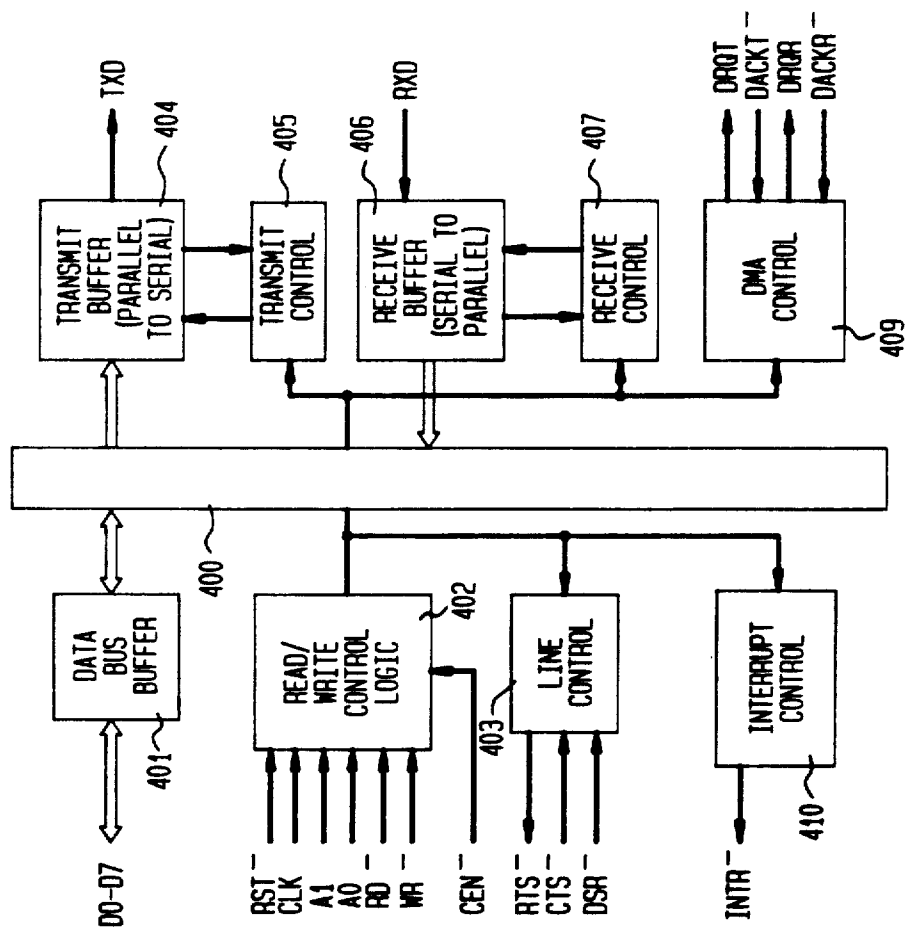 D0-D7
DATA
BUS
BUFFER
401
400
TRANSMIT
BUFFER
(PARALLEL
TO SERIAL)
404
TXD
TRANSMIT
CONTROL
405
RST-
CLK
A1
A0
RD-
WR-
CEN-
READ/
WRITE
CONTROL
LOGIC
402
RECEIVE
BUFFER
(SERIAL TO
PARALLEL)
406
RXD
RECEIVE
CONTROL
407
RTS-
CTS-
DSR-
LINE
CONTROL
403
DMA
CONTROL
409
DRQT
DACKT-
DRQR
DACKR-
INTR-
INTERRUPT
CONTROL
410